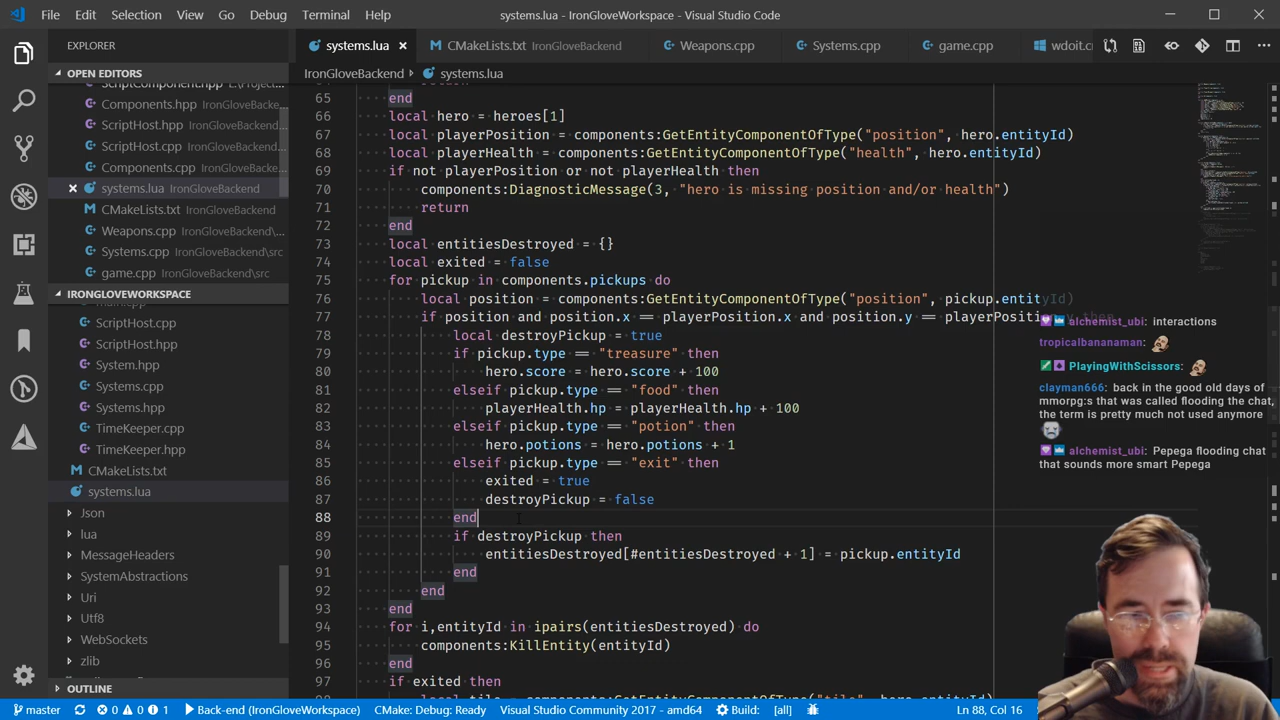 File Edit Selection View Go Debug Terminal Help
systems.lua - IronGloveWorkspace - Visual Studio Code
EXPLORER
OPEN EDITORS
ScriptComponent.hpp
Components.hpp IronGloveBacke...
ScriptHost.hpp IronGloveBackend...
ScriptHost.cpp IronGloveBackend...
Components.cpp IronGloveBacke...
systems.lua IronGloveBackend
CMakeLists.txt IronGloveBackend
Weapons.cpp IronGloveBackend\...
Systems.cpp IronGloveBackend\...
game.cpp IronGloveBackend\src
IRONGLOVEWORKSPACE
ScriptHost.cpp
ScriptHost.hpp
System.hpp
Systems.cpp
Systems.hpp
TimeKeeper.cpp
TimeKeeper.hpp
CMakeLists.txt
systems.lua
Json
lua
MessageHeaders
SystemAbstractions
Uri
Utf8
WebSockets
zlib
OUTLINE
systems.lua CMakeLists.txt IronGloveBackend Weapons.cpp Systems.cpp game.cpp wdoit.c
IronGloveBackend › systems.lua
65 end
66 local hero = heroes[1]
67 local playerPosition = components:GetEntityComponentOfType("position", hero.entityId)
68 local playerHealth = components:GetEntityComponentOfType("health", hero.entityId)
69 if not playerPosition or not playerHealth then
70 components:DiagnosticMessage(3, "hero is missing position and/or health")
71 return
72 end
73 local entitiesDestroyed = {}
74 local exited = false
75 for pickup in components.pickups do
76 local position = components:GetEntityComponentOfType("position", pickup.entityId)
77 if position and position.x == playerPosition.x and position.y == playerPosition.y then
78 local destroyPickup = true
79 if pickup.type == "treasure" then
80 hero.score = hero.score + 100
81 elseif pickup.type == "food" then
82 playerHealth.hp = playerHealth.hp + 100
83 elseif pickup.type == "potion" then
84 hero.potions = hero.potions + 1
85 elseif pickup.type == "exit" then
86 exited = true
87 destroyPickup = false
88 end
89 if destroyPickup then
90 entitiesDestroyed[#entitiesDestroyed + 1] = pickup.entityId
91 end
92 end
93 end
94 for i,entityId in ipairs(entitiesDestroyed) do
95 components:KillEntity(entityId)
96 end
97 if exited then
local tile = components:GetEntityComponentOfType("tile", hero.entityId)
alchemist_ubi: interactions
tropicalbananaman:
PlayingWithScissors:
clayman666: back in the good old days of
mmorpg:s that was called flooding the chat,
the term is pretty much not used anymore
alchemist_ubi: Pepega flooding chat
that sounds more smart Pepega
master 0 0 1 Back-end (IronGloveWorkspace) CMake: Debug: Ready Visual Studio Community 2017 - amd64 Build: [all] Ln 88, Col 16